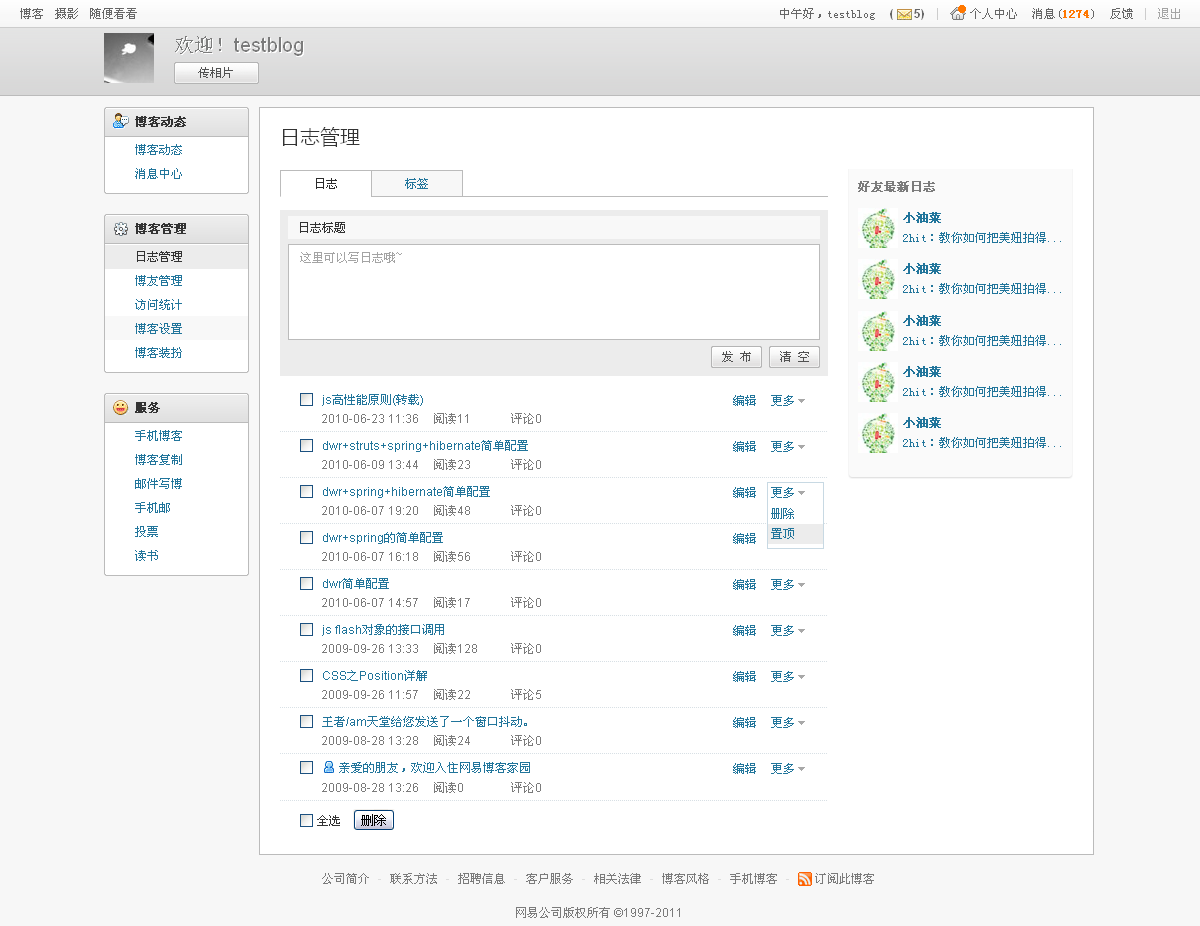 博客 摄影 随便看看 中午好，testblog (5) 个人中心 消息(1274) 反馈 退出
欢迎！testblog
传相片
博客动态
博客动态
消息中心
博客管理
日志管理
博友管理
访问统计
博客设置
博客装扮
服务
手机博客
博客复制
邮件写博
手机邮
投票
读书
日志管理
日志 标签
日志标题
这里可以写日志哦~
发布 清空
js高性能原则(转载) 编辑 更多
2010-06-23 11:36 阅读11 评论0
dwr+struts+spring+hibernate简单配置 编辑 更多
2010-06-09 13:44 阅读23 评论0
dwr+spring+hibernate简单配置 编辑 更多
2010-06-07 19:20 阅读48 评论0
删除
置顶
dwr+spring的简单配置 编辑
2010-06-07 16:18 阅读56 评论0
dwr简单配置 编辑 更多
2010-06-07 14:57 阅读17 评论0
js flash对象的接口调用 编辑 更多
2009-09-26 13:33 阅读128 评论0
CSS之Position详解 编辑 更多
2009-09-26 11:57 阅读22 评论5
王者/am天堂给您发送了一个窗口抖动。 编辑 更多
2009-08-28 13:28 阅读24 评论0
亲爱的朋友，欢迎入住网易博客家园 编辑 更多
2009-08-28 13:26 阅读0 评论0
全选 删除
好友最新日志
小油菜
2hit：教你如何把美妞拍得...
小油菜
2hit：教你如何把美妞拍得...
小油菜
2hit：教你如何把美妞拍得...
小油菜
2hit：教你如何把美妞拍得...
小油菜
2hit：教你如何把美妞拍得...
公司简介 - 联系方法 - 招聘信息 - 客户服务 - 相关法律 - 博客风格 - 手机博客 - 订阅此博客
网易公司版权所有 ©1997-2011